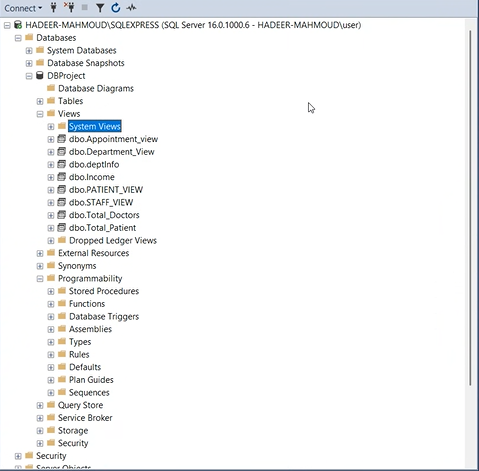 Connect
HADEER-MAHMOUD\SQLEXPRESS (SQL Server 16.0.1000.6 - HADEER-MAHMOUD\user)
Databases
System Databases
Database Snapshots
DBProject
Database Diagrams
Tables
Views
System Views
dbo.Appointment_view
dbo.Department_View
dbo.deptInfo
dbo.Income
dbo.PATIENT_VIEW
dbo.STAFF_VIEW
dbo.Total_Doctors
dbo.Total_Patient
Dropped Ledger Views
External Resources
Synonyms
Programmability
Stored Procedures
Functions
Database Triggers
Assemblies
Types
Rules
Defaults
Plan Guides
Sequences
Query Store
Service Broker
Storage
Security
Security
Server Objects